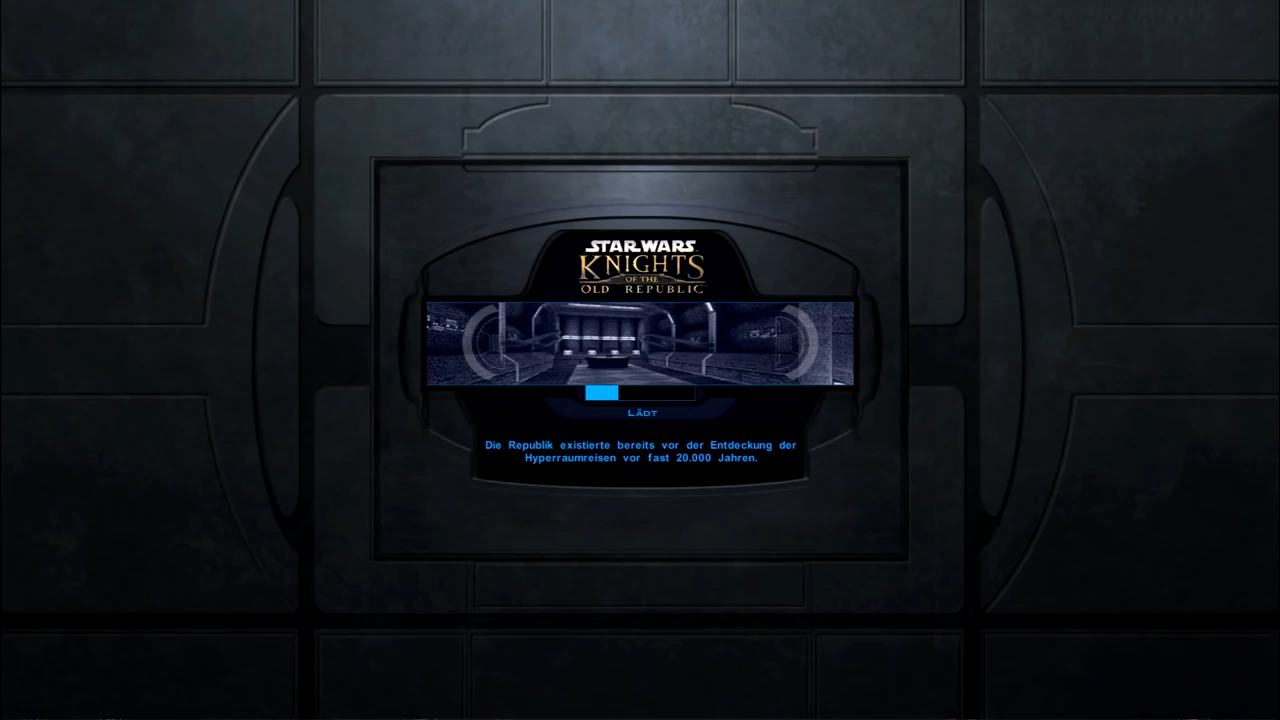 STAR WARS
KNIGHTS
OF THE
OLD REPUBLIC
LÄDT
Die Republik existierte bereits vor der Entdeckung der
Hyperraumreisen vor fast 20.000 Jahren.